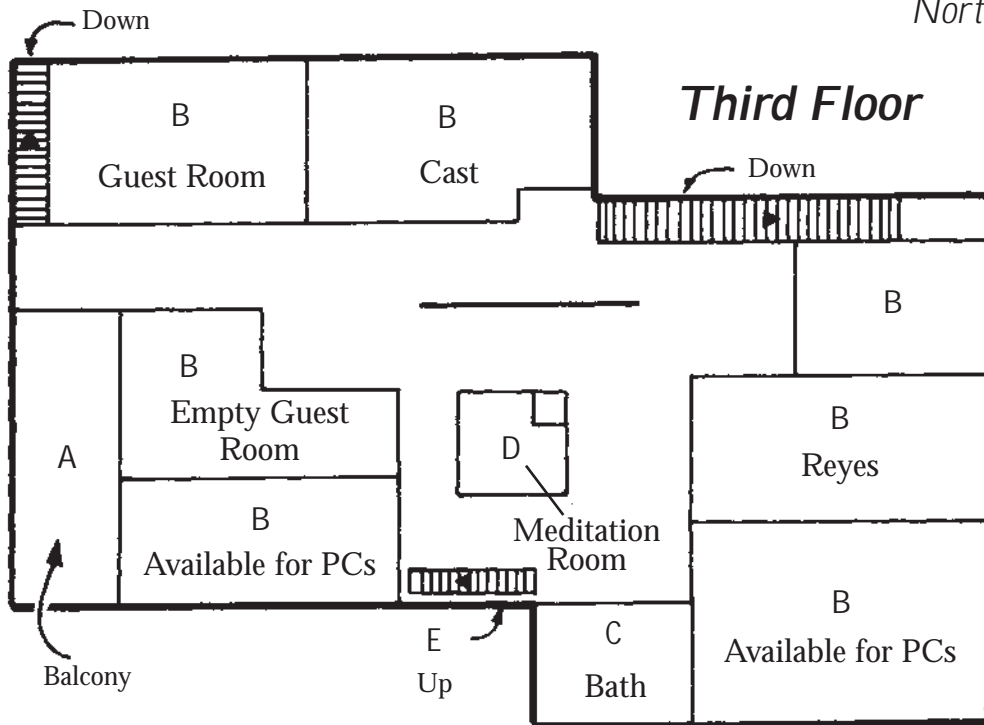 Down
Nort
Third Floor
B
Guest Room
B
Cast
Down
B
B
Empty Guest
Room
A
D
B
Reyes
B
Available for PCs
Meditation
Room
E
Up
C
Bath
B
Available for PCs
Balcony